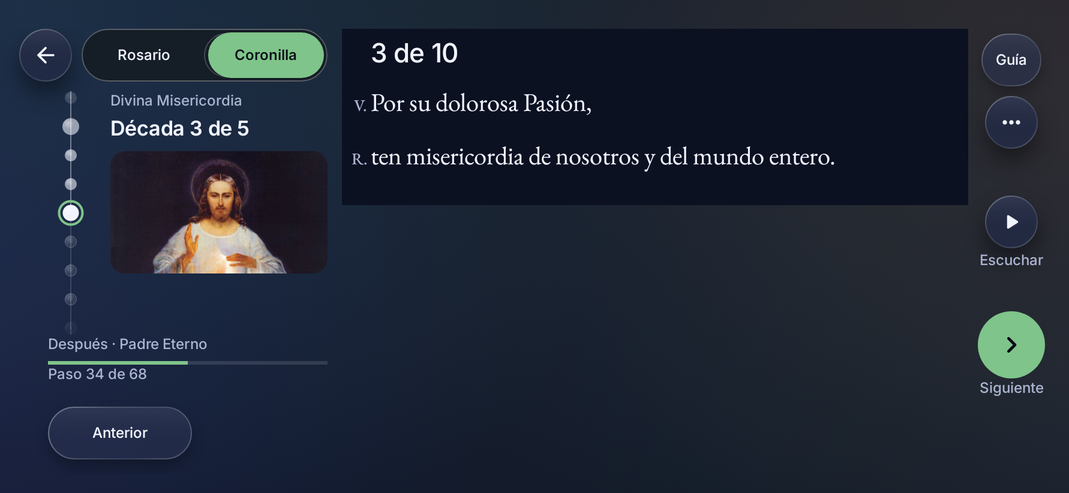 Rosario
Coronilla
Divina Misericordia
Década 3 de 5
Después · Padre Eterno
Paso 34 de 68
Anterior
3 de 10
V. Por su dolorosa Pasión,
R. ten misericordia de nosotros y del mundo entero.
Guía
Escuchar
Siguiente